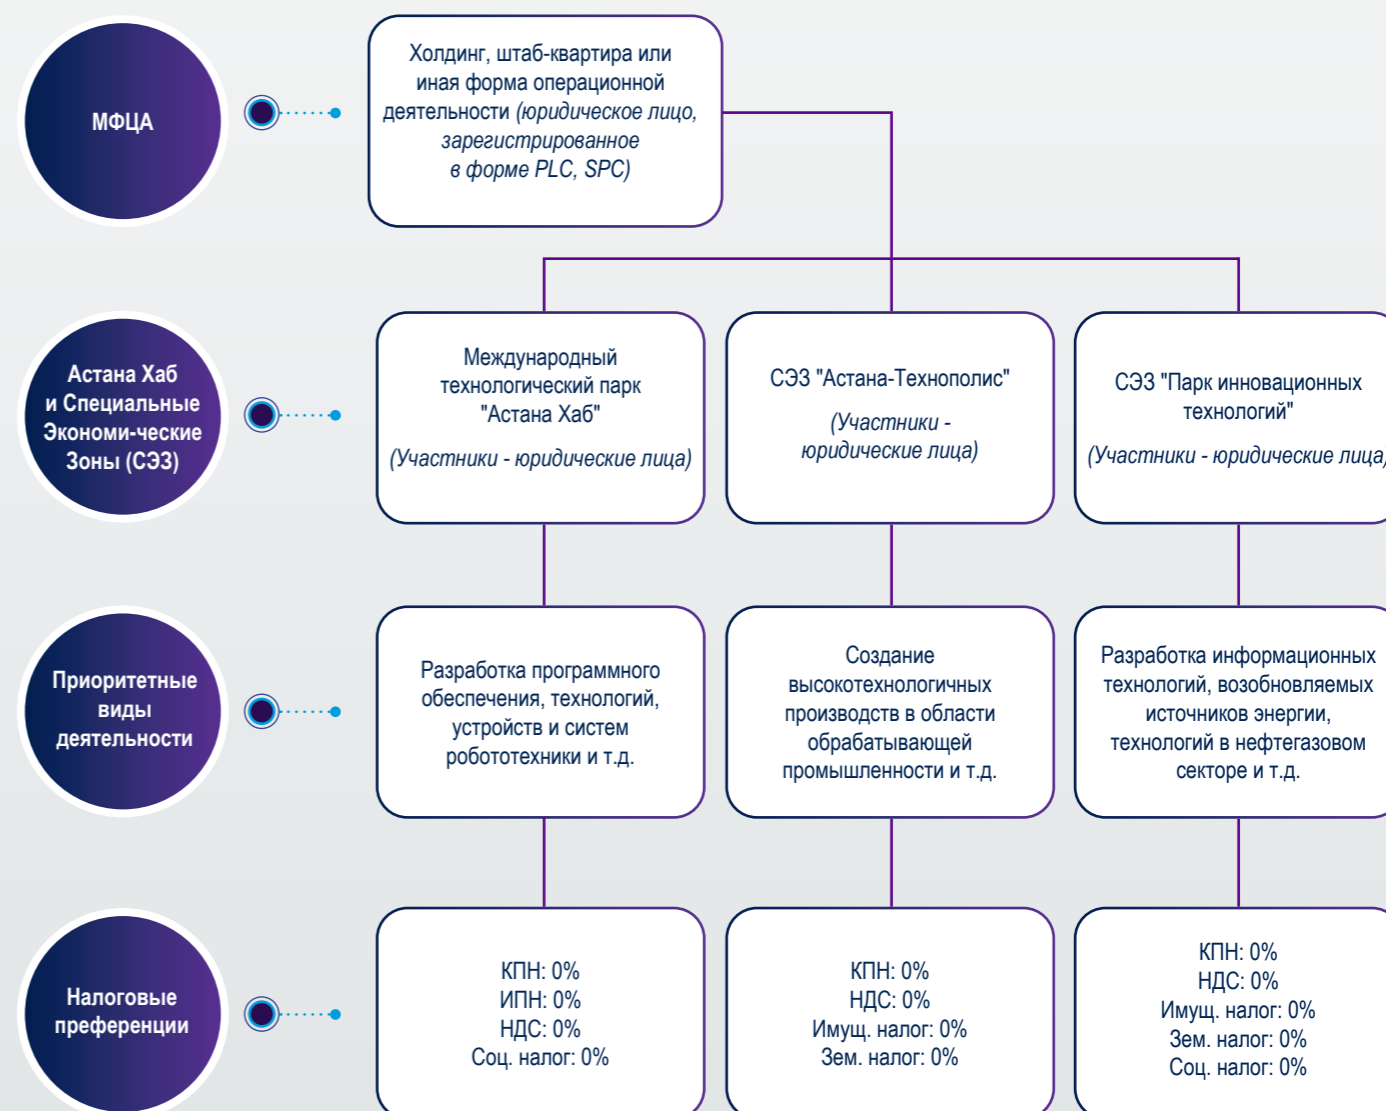 МФЦА
Холдинг, штаб-квартира или
иная форма операционной
деятельности (юридическое лицо,
зарегистрированное
в форме PLC, SPC)
Астана Хаб
и Специальные
Экономи-ческие
Зоны (СЭЗ)
Международный
технологический парк
"Астана Хаб"
(Участники - юридические лица)
СЭЗ "Астана-Технополис"
(Участники -
юридические лица)
СЭЗ "Парк инновационных
технологий"
(Участники - юридические лица)
Приоритетные
виды
деятельности
Разработка программного
обеспечения, технологий,
устройств и систем
робототехники и т.д.
Создание
высокотехнологичных
производств в области
обрабатывающей
промышленности и т.д.
Разработка информационных
технологий, возобновляемых
источников энергии,
технологий в нефтегазовом
секторе и т.д.
Налоговые
преференции
КПН: 0%
ИПН: 0%
НДС: 0%
Соц. налог: 0%
КПН: 0%
НДС: 0%
Имущ. налог: 0%
Зем. налог: 0%
КПН: 0%
НДС: 0%
Имущ. налог: 0%
Зем. налог: 0%
Соц. налог: 0%